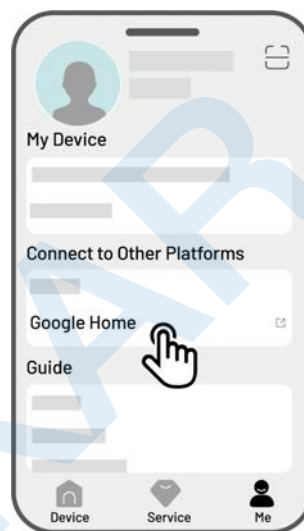 My Device
Connect to Other Platforms
Google Home
Guide
Device
Service
Me